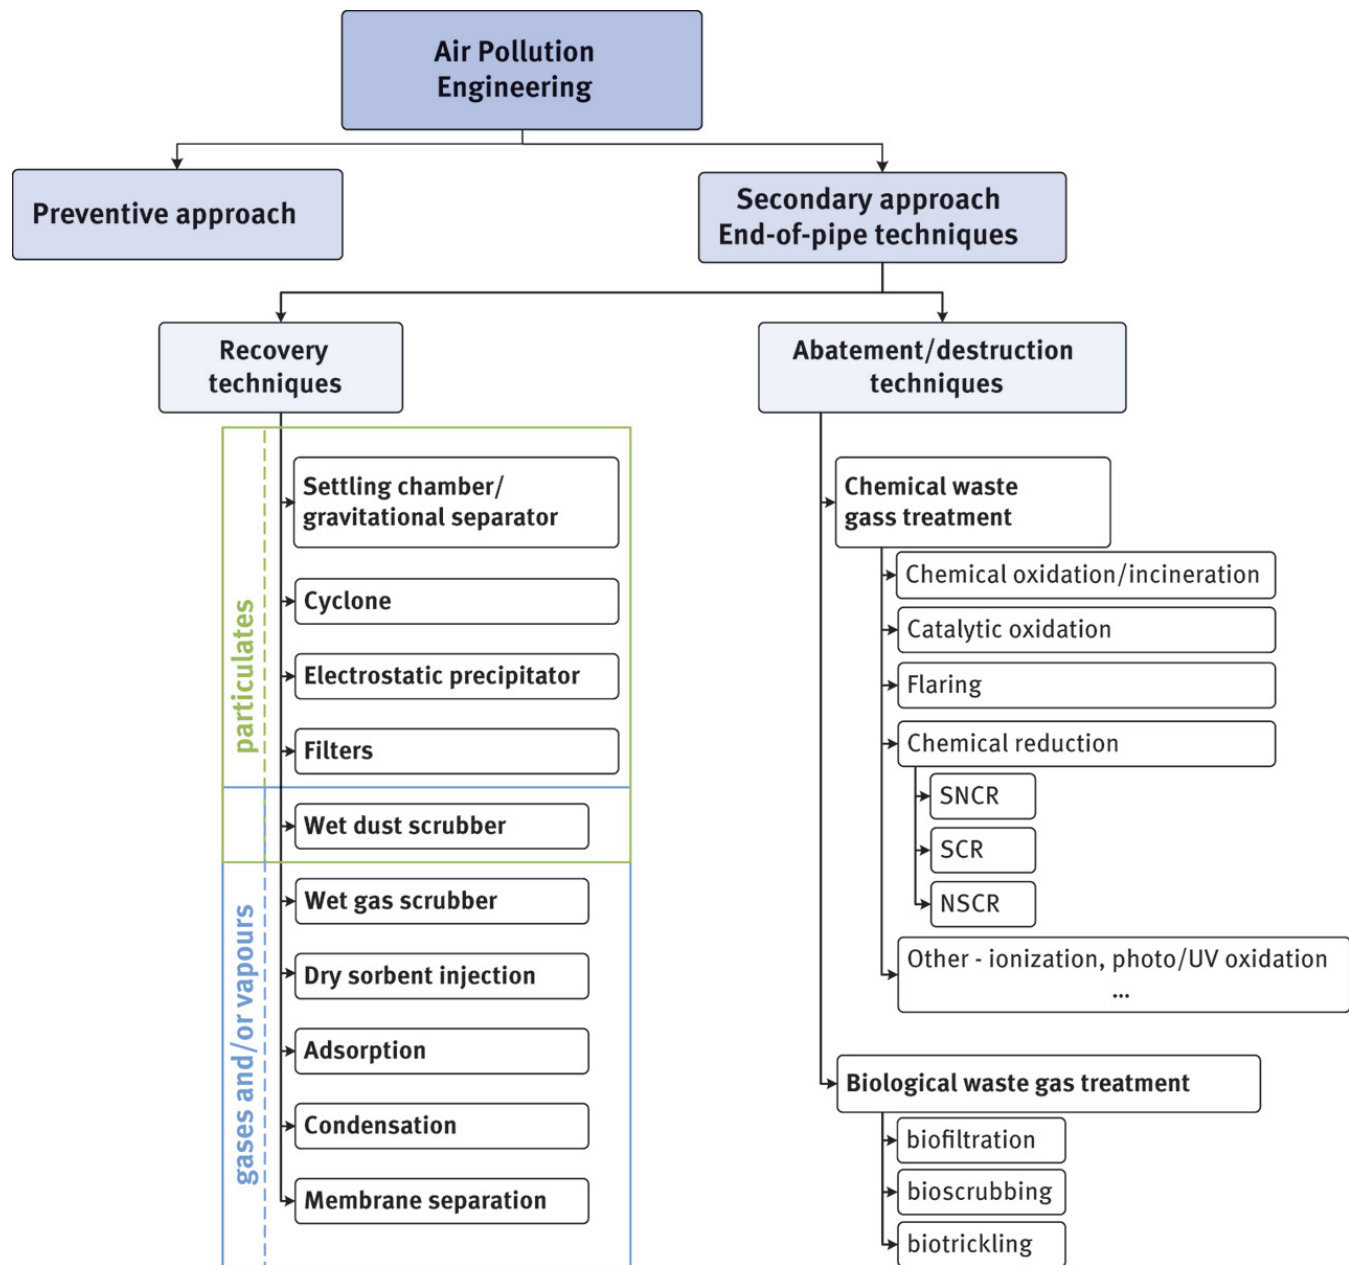 Air Pollution
Engineering
Preventive approach
Secondary approach
End-of-pipe techniques
Recovery
techniques
Abatement/destruction
techniques
particulates
Settling chamber/
gravitational separator
Cyclone
Electrostatic precipitator
Filters
Wet dust scrubber
gases and/or vapours
Wet gas scrubber
Dry sorbent injection
Adsorption
Condensation
Membrane separation
Chemical waste
gass treatment
Chemical oxidation/incineration
Catalytic oxidation
Flaring
Chemical reduction
SNCR
SCR
NSCR
Other - ionization, photo/UV oxidation
...
Biological waste gas treatment
biofiltration
bioscrubbing
biotrickling